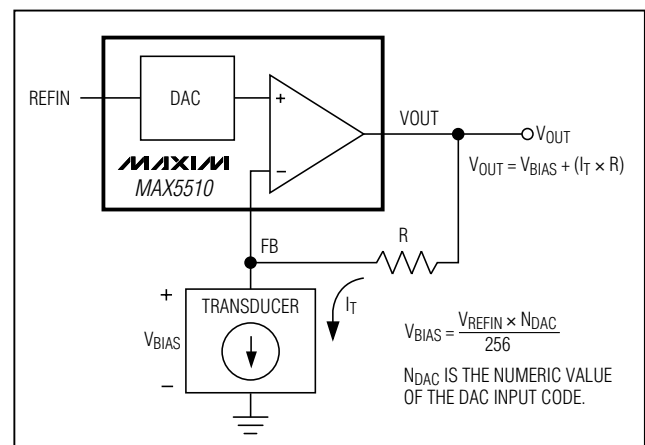 REFIN
DAC
+
−
VOUT
VOUT
VOUT = VBIAS + (IT × R)
MAXIM
MAX5510
FB
R
+
TRANSDUCER
IT
VBIAS
−
VBIAS = VREFIN × NDAC
256
NDAC IS THE NUMERIC VALUE
OF THE DAC INPUT CODE.